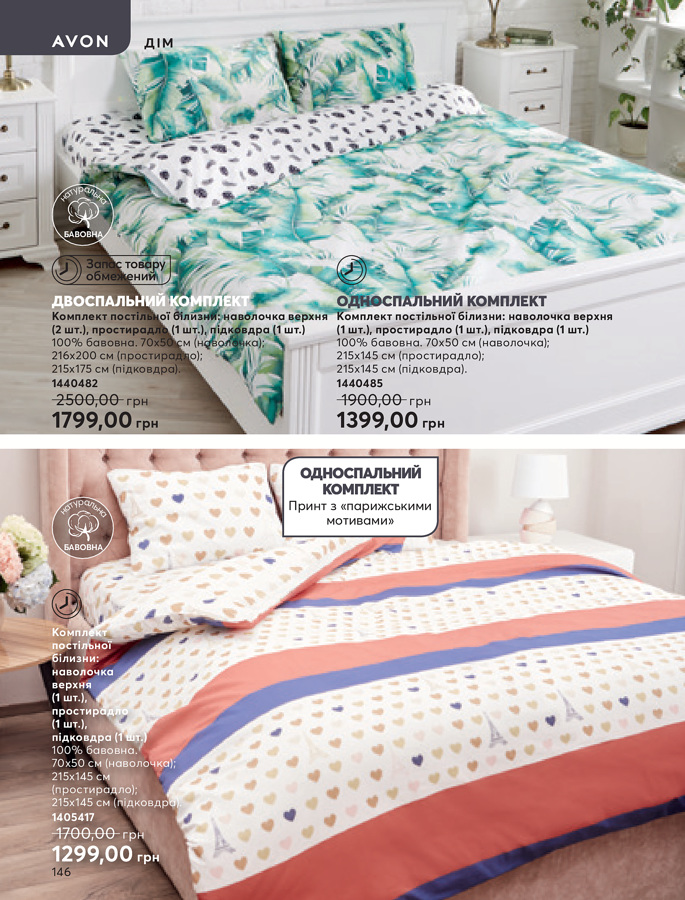 AVON
ДІМ
натуральна
БАВОВНА
Запас товару
обмежений
ДВОСПАЛЬНИЙ КОМПЛЕКТ
Комплект постільної білизни: наволочка верхня
(2 шт.), простирадло (1 шт.), підковдра (1 шт.)
100% бавовна. 70х50 см (наволочка);
216х200 см (простирадло);
215х175 см (підковдра).
1440482
2500,00 грн
1799,00 грн
ОДНОСПАЛЬНИЙ КОМПЛЕКТ
Комплект постільної білизни: наволочка верхня
(1 шт.), простирадло (1 шт.), підковдра (1 шт.)
100% бавовна. 70х50 см (наволочка);
215х145 см (простирадло);
215х145 см (підковдра).
1440485
1900,00 грн
1399,00 грн
ОДНОСПАЛЬНИЙ
КОМПЛЕКТ
Принт з «парижськими
мотивами»
натуральна
БАВОВНА
Комплект
постільної
білизни:
наволочка
верхня
(1 шт.),
простирадло
(1 шт.),
підковдра (1 шт.)
100% бавовна.
70х50 см (наволочка);
215х145 см
(простирадло);
215х145 см (підковдра).
1405417
1700,00 грн
1299,00 грн
146